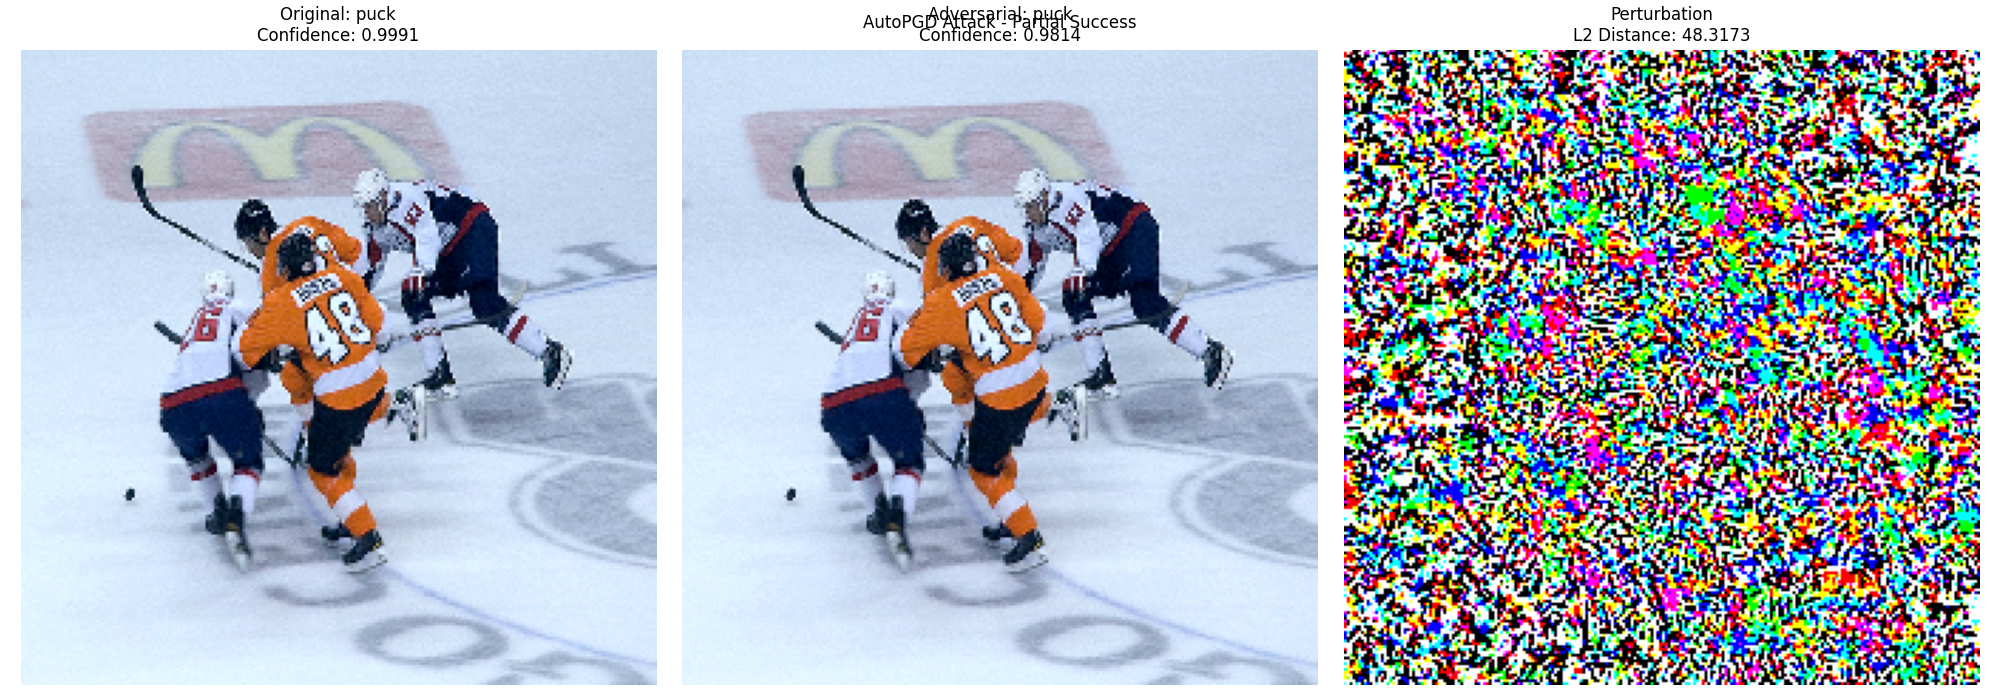 Original: puck
Confidence: 0.9991
AutoPGD Attack - Partial Success
Adversarial: puck
Confidence: 0.9814
Perturbation
L2 Distance: 48.3173
48
48